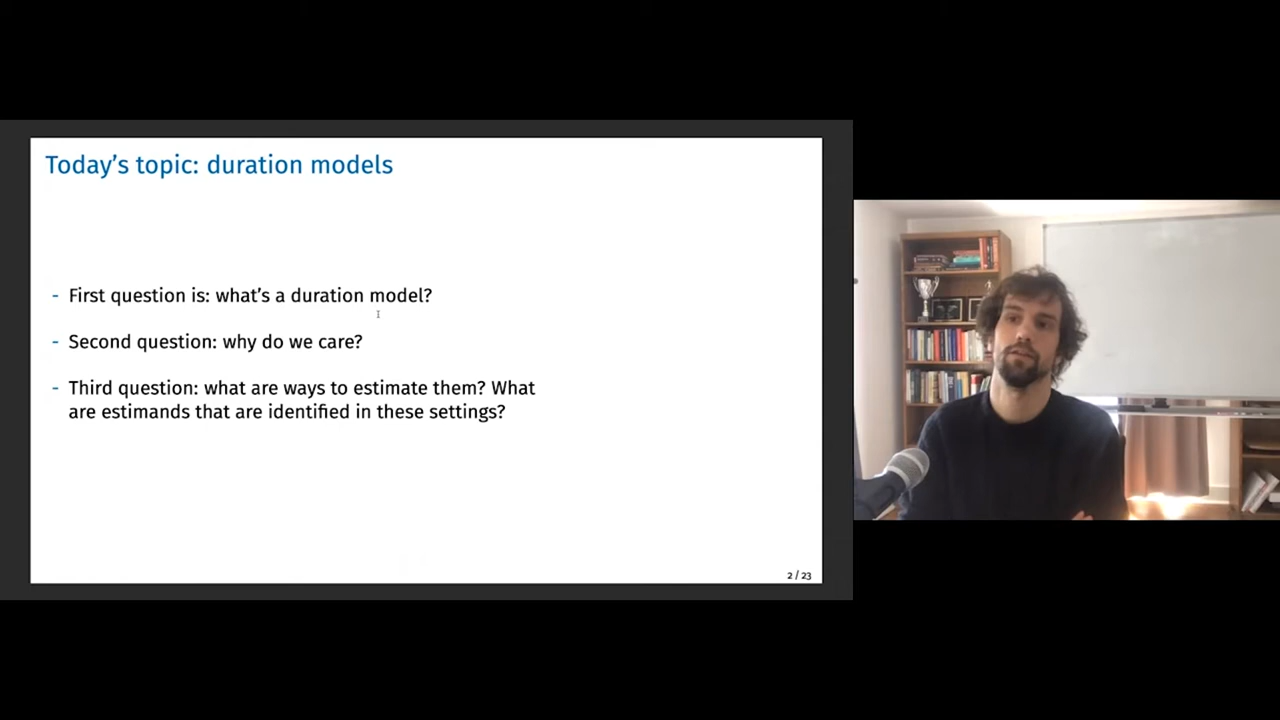 Today's topic: duration models
- First question is: what's a duration model?
- Second question: why do we care?
- Third question: what are ways to estimate them? What
are estimands that are identified in these settings?
2 / 23